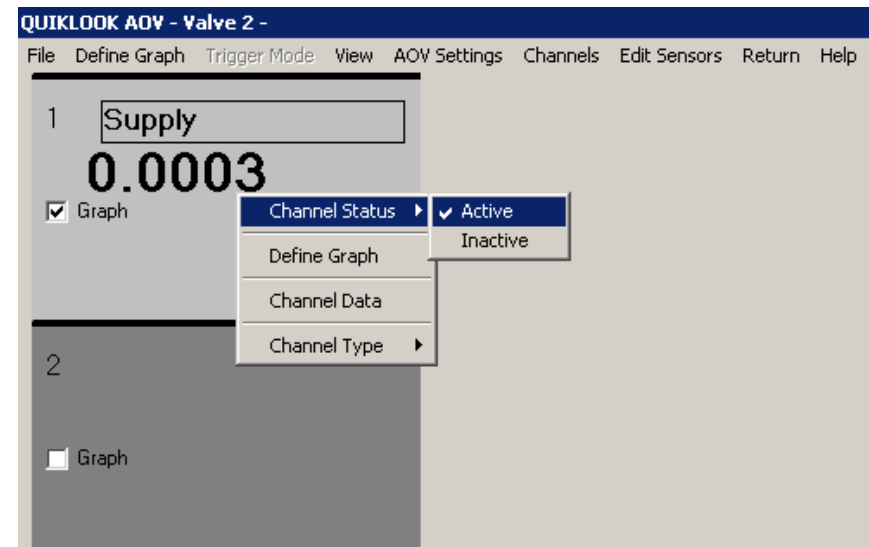 QUIKLOOK AOV - Valve 2 -
File Define Graph Trigger Mode View AOV Settings Channels Edit Sensors Return Help
1 Supply
0.0003
Graph
Channel Status
Active
Inactive
Define Graph
Channel Data
Channel Type
2
Graph